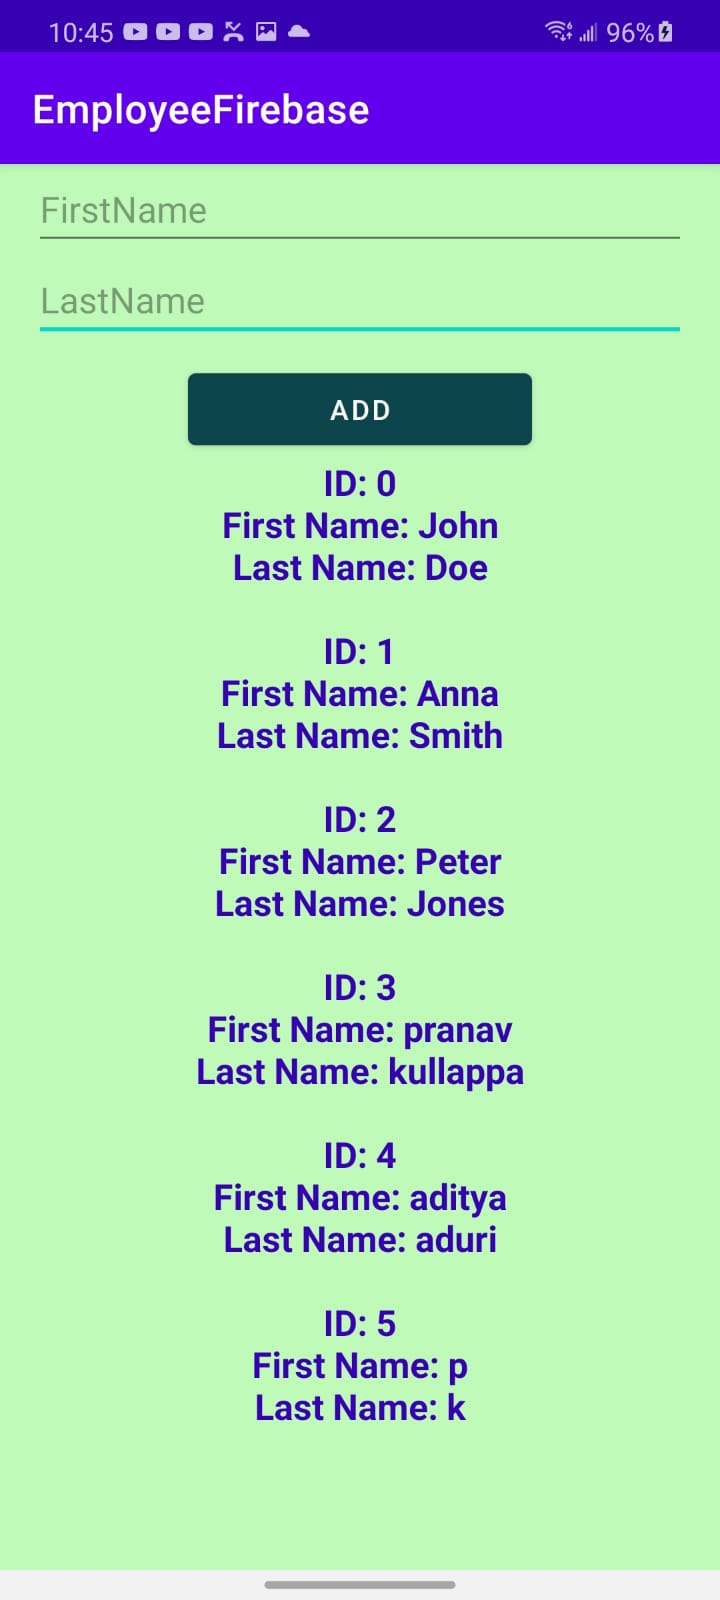 10:45 96%
EmployeeFirebase
FirstName
LastName
ADD
ID: 0
First Name: John
Last Name: Doe
ID: 1
First Name: Anna
Last Name: Smith
ID: 2
First Name: Peter
Last Name: Jones
ID: 3
First Name: pranav
Last Name: kullappa
ID: 4
First Name: aditya
Last Name: aduri
ID: 5
First Name: p
Last Name: k